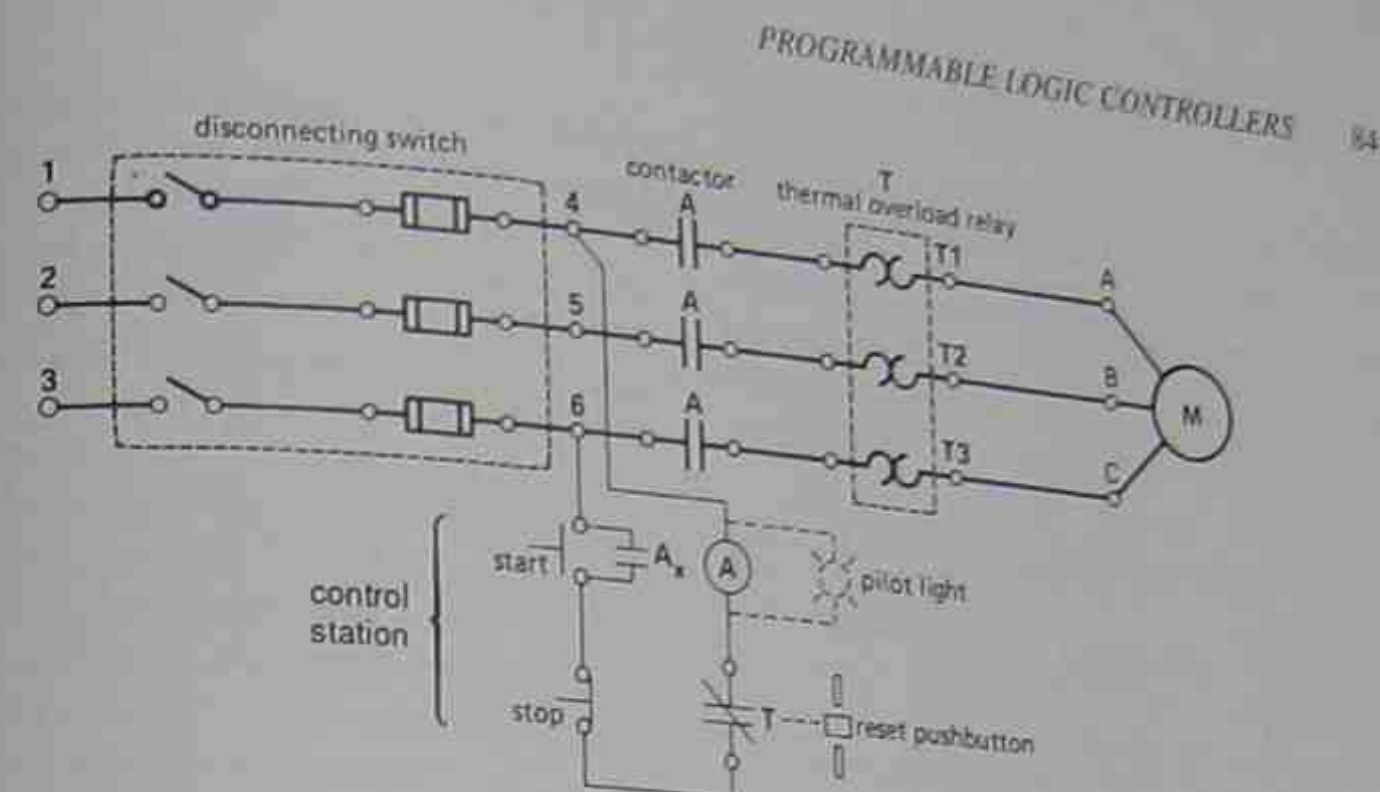 PROGRAMMABLE LOGIC CONTROLLERS 84
disconnecting switch
contactor
T
thermal overload relay
1
4
A
T1
A
2
5
A
T2
B
M
3
6
A
T3
C
start
Aₓ
A
pilot light
control
station
stop
T
reset pushbutton